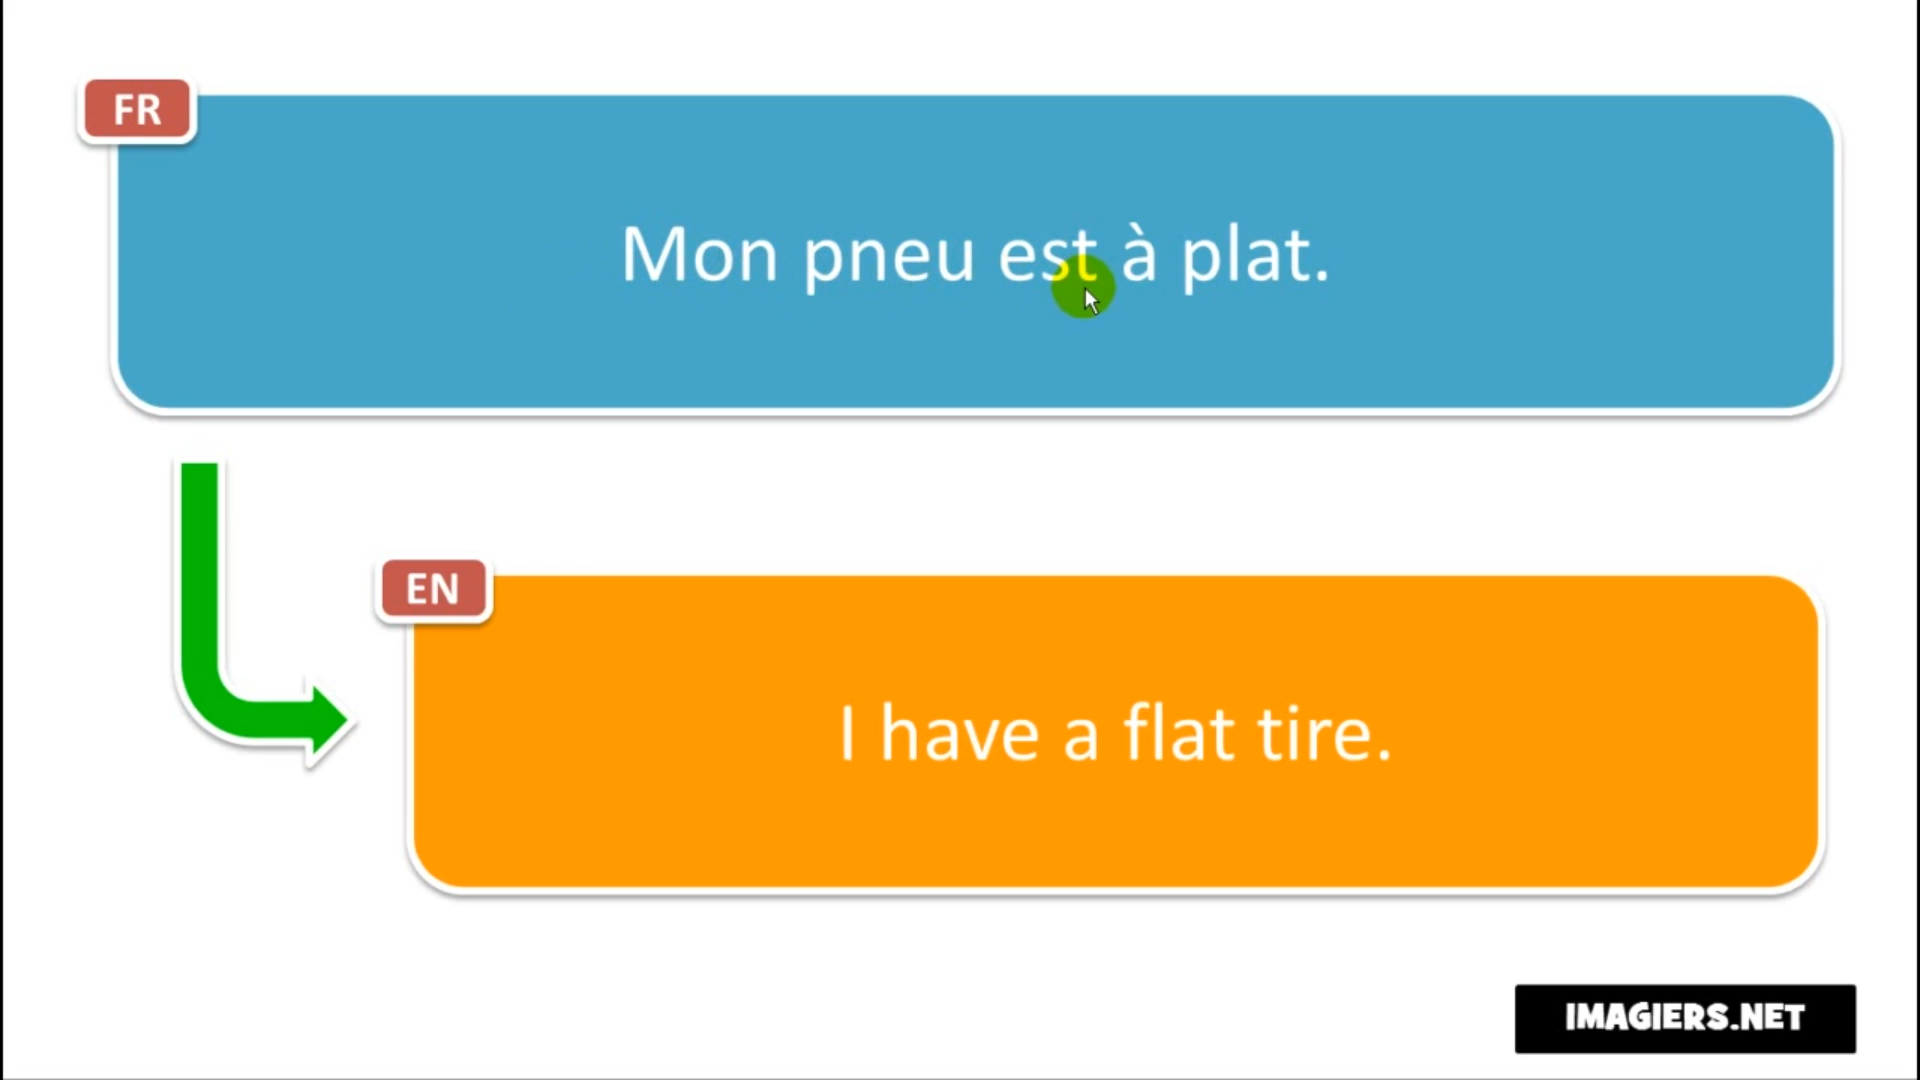 FR
Mon pneu est à plat.
EN
I have a flat tire.
IMAGIERS.NET